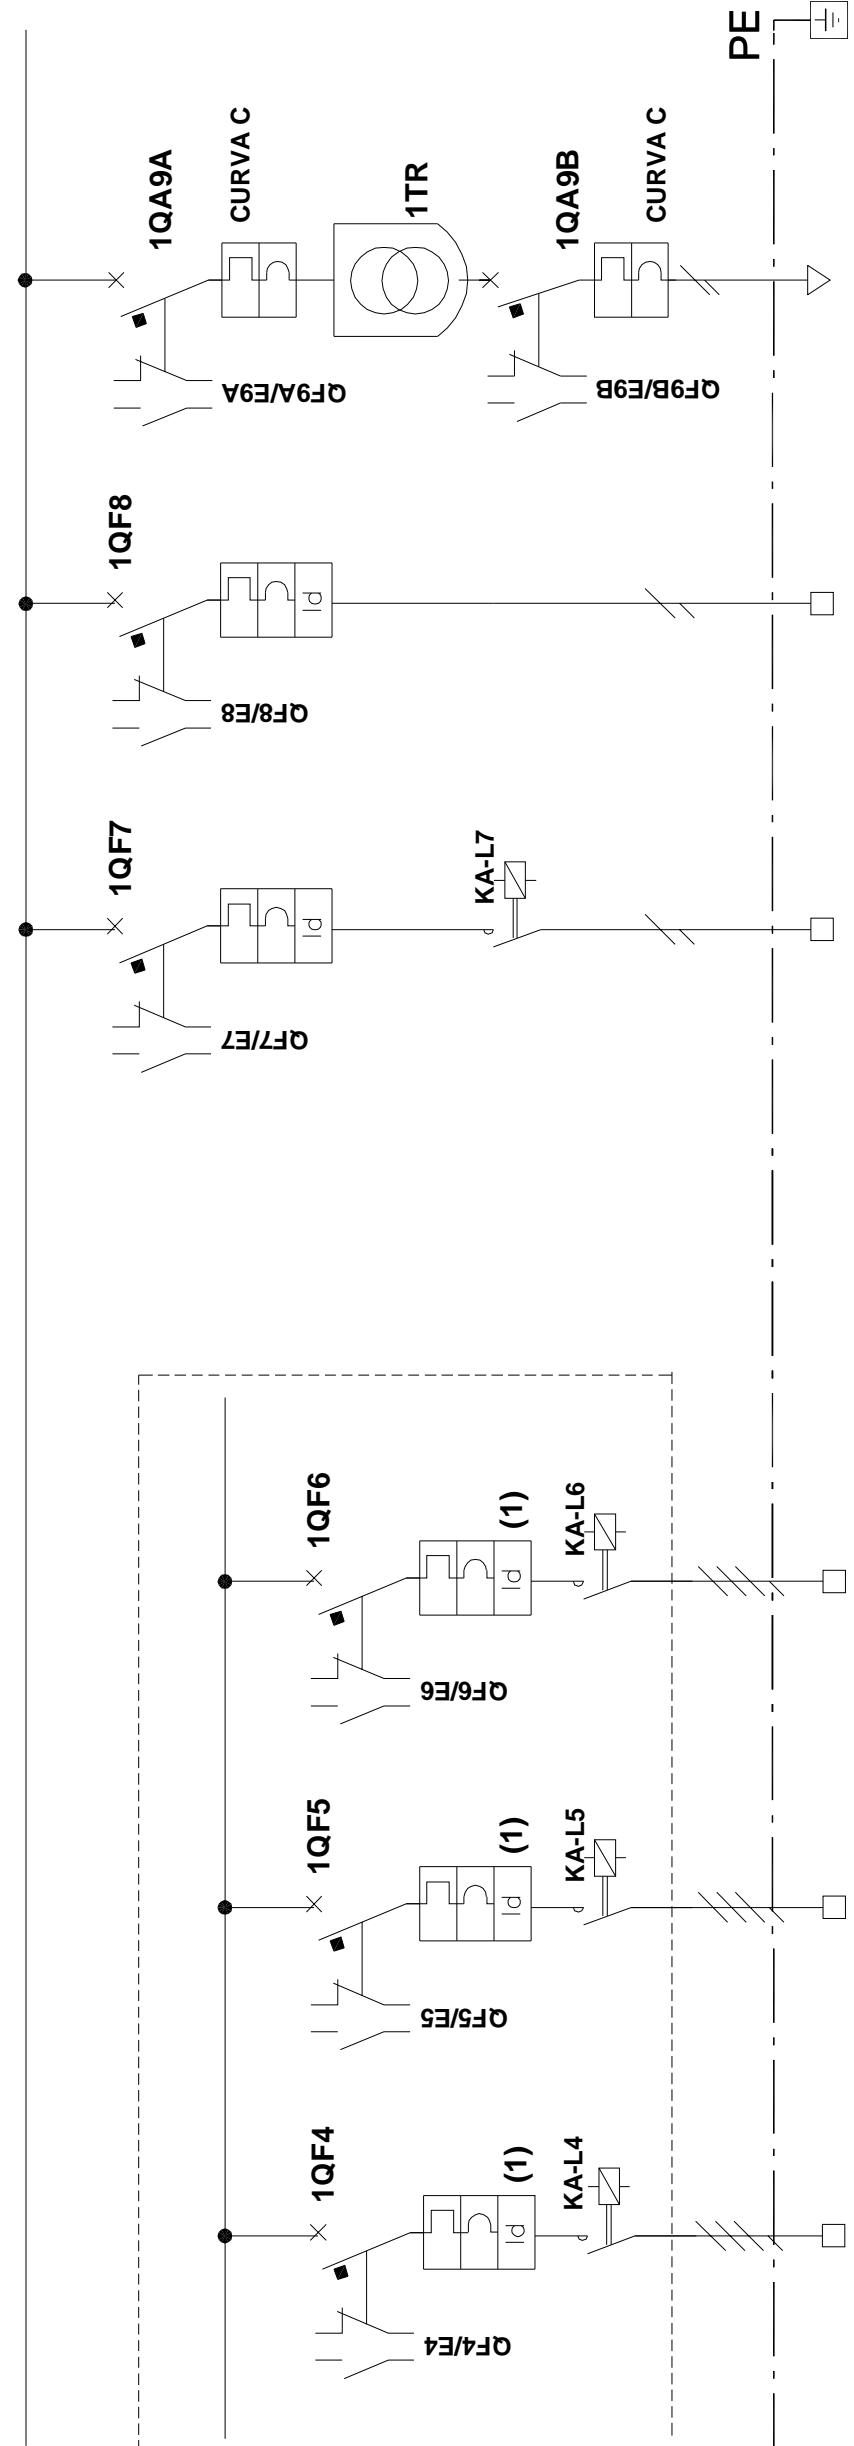 PE
1QA9A
CURVA C
1TR
1QA9B
CURVA C
QF9A/E9A
QF9B/E9B
1QF8
Id
QF8/E8
1QF7
Id
KA-L7
QF7/E7
1QF6
Id
(1)
KA-L6
QF6/E6
1QF5
Id
(1)
KA-L5
QF5/E5
1QF4
Id
(1)
KA-L4
QF4/E4